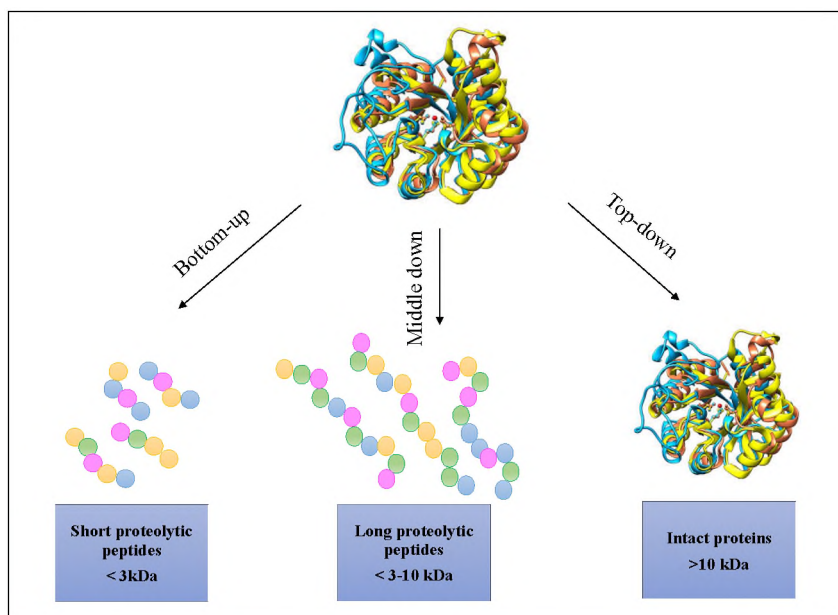 Bottom-up
Middle down
Top-down
Short proteolytic
peptides
< 3kDa
Long proteolytic
peptides
< 3-10 kDa
Intact proteins
>10 kDa